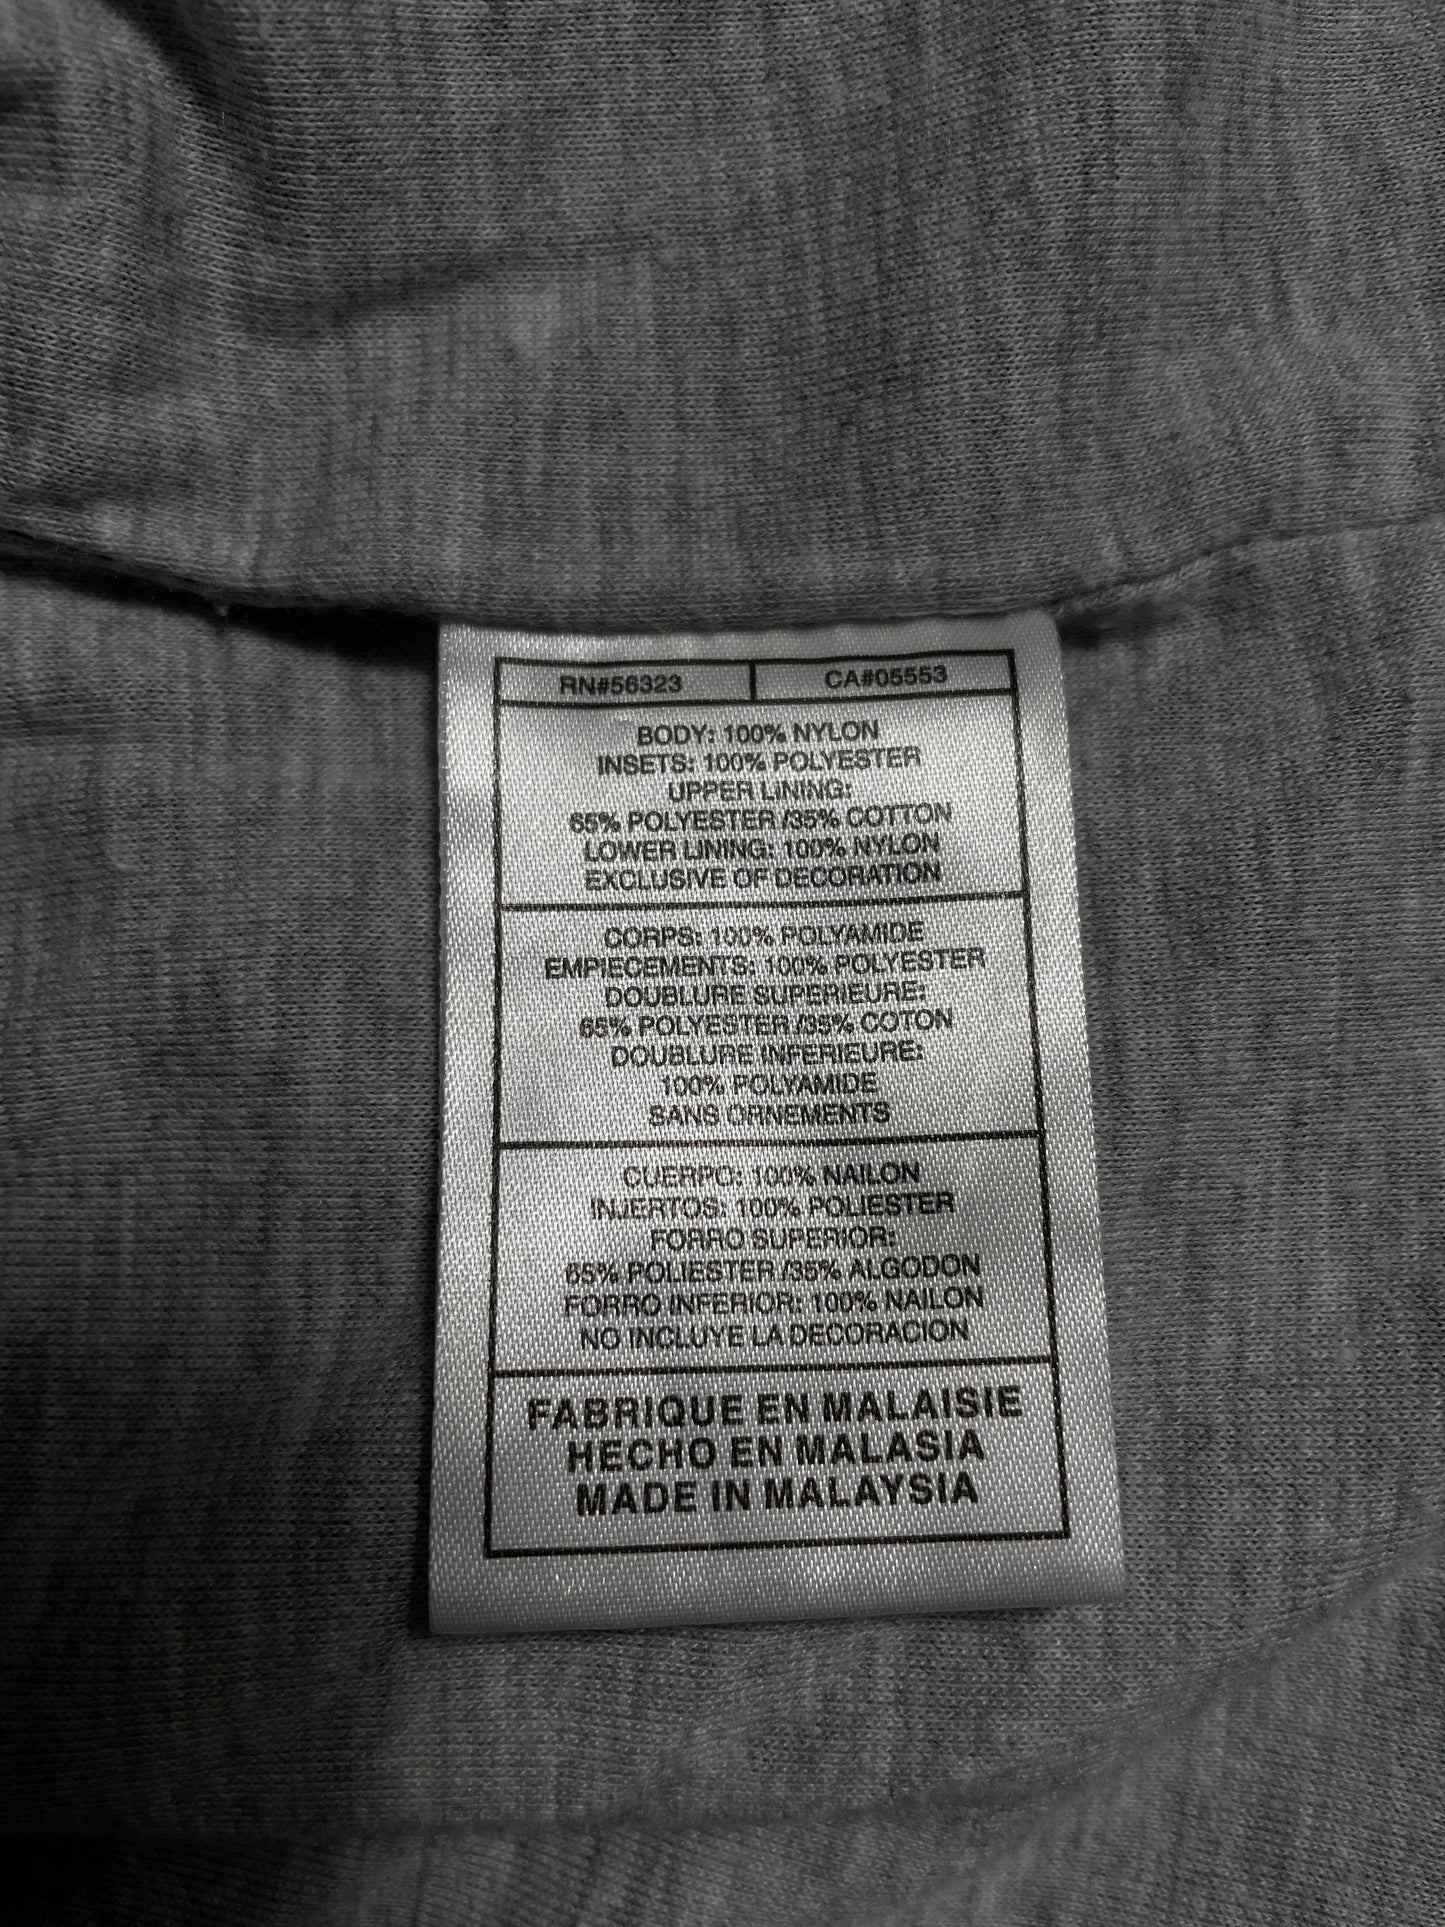 RN#56323 CA#05553
BODY: 100% NYLON
INSETS: 100% POLYESTER
UPPER LINING:
65% POLYESTER /35% COTTON
LOWER LINING: 100% NYLON
EXCLUSIVE OF DECORATION
CORPS: 100% POLYAMIDE
EMPIECEMENTS: 100% POLYESTER
DOUBLURE SUPERIEURE:
65% POLYESTER /35% COTON
DOUBLURE INFERIEURE:
100% POLYAMIDE
SANS ORNEMENTS
CUERPO: 100% NAILON
INJERTOS: 100% POLIESTER
FORRO SUPERIOR:
65% POLIESTER /35% ALGODON
FORRO INFERIOR: 100% NAILON
NO INCLUYE LA DECORACION
FABRIQUE EN MALAISIE
HECHO EN MALASIA
MADE IN MALAYSIA